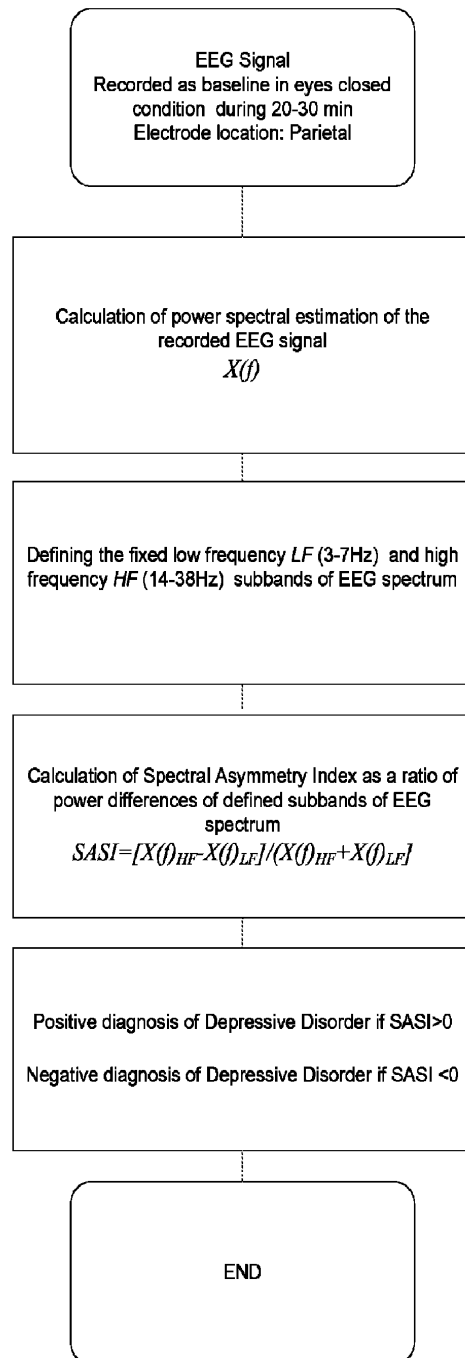 EEG Signal
Recorded as baseline in eyes closed
condition during 20-30 min
Electrode location: Parietal
Calculation of power spectral estimation of the
recorded EEG signal
X(f)
Defining the fixed low frequency LF (3-7Hz) and high
frequency HF (14-38Hz) subbands of EEG spectrum
Calculation of Spectral Asymmetry Index as a ratio of
power differences of defined subbands of EEG
spectrum
SASI=[X(f)HF-X(f)LF]/(X(f)HF+X(f)LF]
Positive diagnosis of Depressive Disorder if SASI>0
Negative diagnosis of Depressive Disorder if SASI <0
END